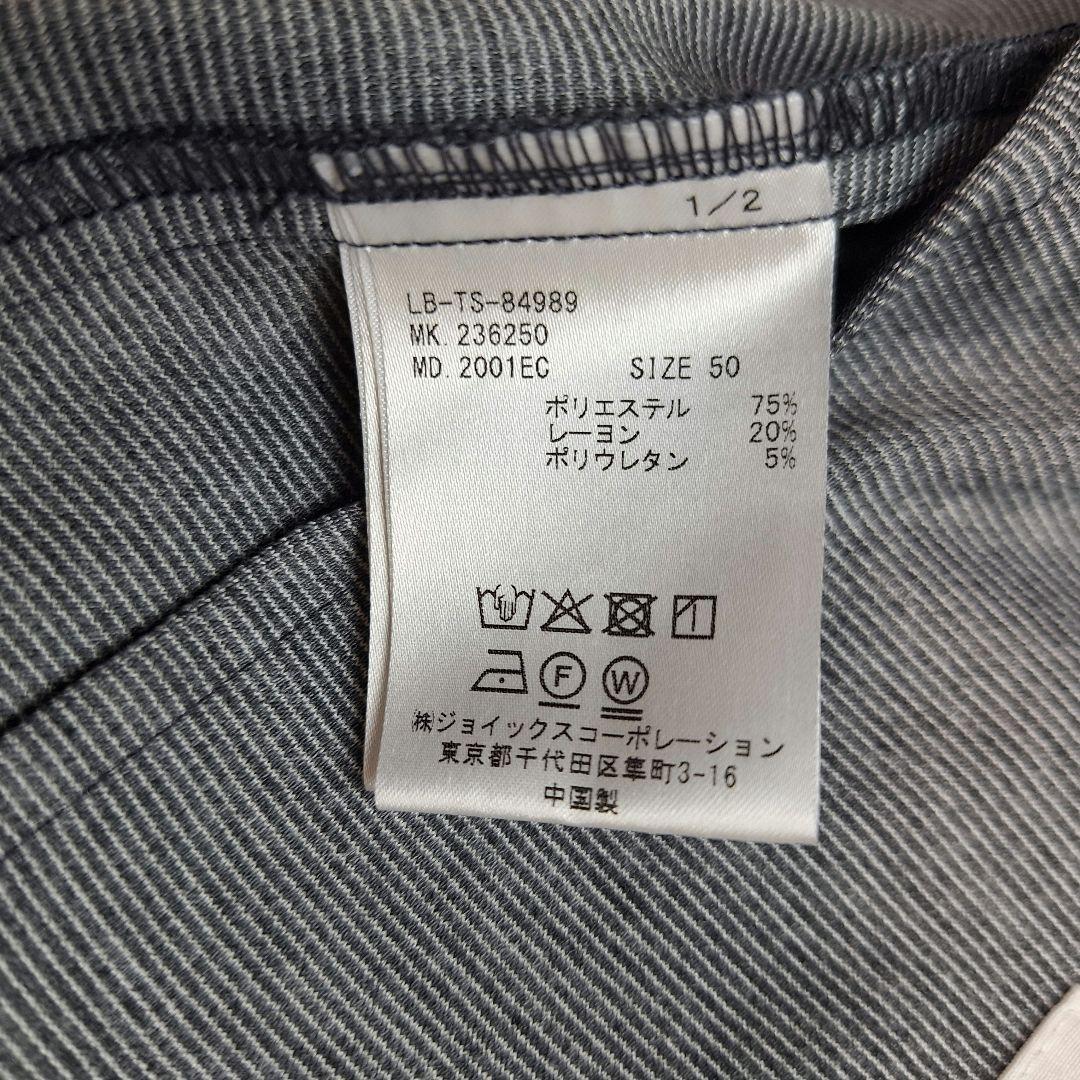 1/2
LB-TS-84989
MK. 236250
MD. 2001EC SIZE 50
ポリエステル 75%
レーヨン 20%
ポリウレタン 5%
F W
㈱ジョイックスコーポレーション
東京都千代田区隼町3-16
中国製